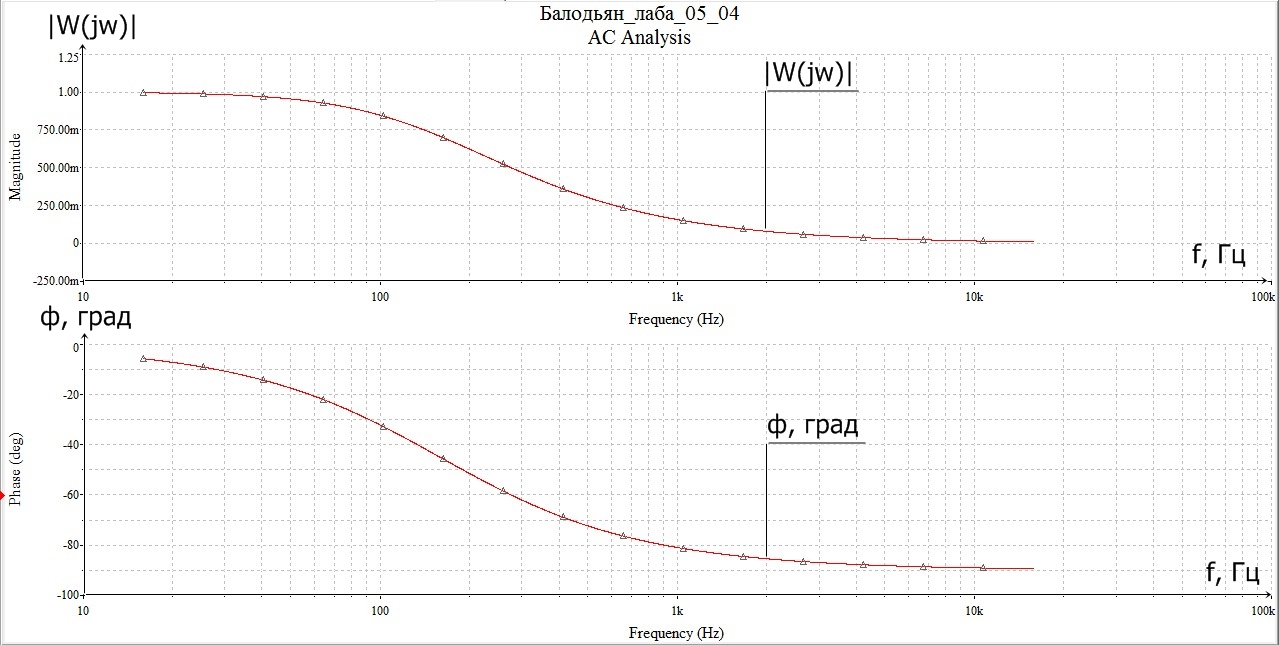 Балодьян_лаба_05_04
|W(jw)|
AC Analysis
1.25
|W(jw)|
1.00
750.00m
Magnitude
500.00m
250.00m
0
f, Гц
-250.00m
10 100 1k 10k 100k
ф, град
Frequency (Hz)
0
-20
ф, град
-40
Phase (deg)
-60
-80
f, Гц
-100
10 100 1k 10k 100k
Frequency (Hz)